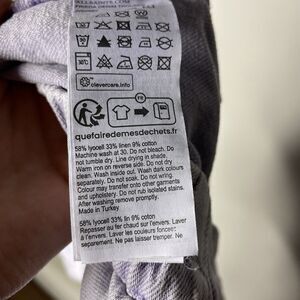 ALLSAINTS.COM
30°C
clevercare.info
FR
quefairedemesdechets.fr
58% lyocell 33% linen 9% cotton
Machine wash at 30. Do not bleach. Do
not tumble dry. Line drying in shade.
Warm iron on reverse. Do not dry
clean. Wash inside out. Wash dark colours
separately. Do not soak. Do not wring.
Colour may transfer onto other garments
and upholstery. Do not rub isolated stains.
After washing remove promptly.
Made in Turkey.
58% lyocell 33% lin 9% coton
Repasser au fer chaud sur l'envers. Laver
à l'envers. Laver les couleurs foncées
séparément. Ne pas laisser tremper. Ne